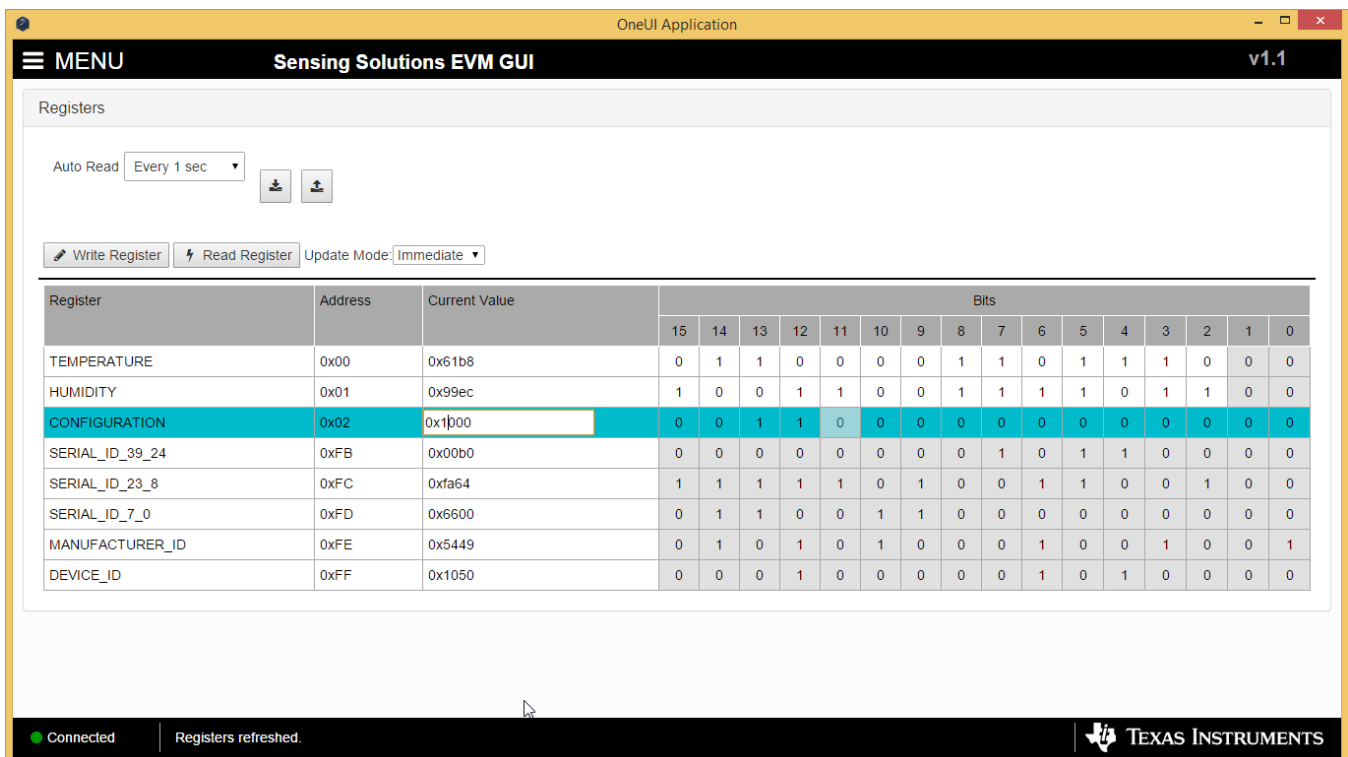 OneUI Application
MENU Sensing Solutions EVM GUI v1.1
Registers
Auto Read Every 1 sec
Write Register Read Register Update Mode: Immediate
Register Address Current Value Bits
15 14 13 12 11 10 9 8 7 6 5 4 3 2 1 0
TEMPERATURE 0x00 0x61b8 0 1 1 0 0 0 0 1 1 0 1 1 1 0 0 0
HUMIDITY 0x01 0x99ec 1 0 0 1 1 0 0 1 1 1 1 0 1 1 0 0
CONFIGURATION 0x02 0x1000 0 0 1 1 0 0 0 0 0 0 0 0 0 0 0 0
SERIAL_ID_39_24 0xFB 0x00b0 0 0 0 0 0 0 0 0 1 0 1 1 0 0 0 0
SERIAL_ID_23_8 0xFC 0xfa64 1 1 1 1 1 0 1 0 0 1 1 0 0 1 0 0
SERIAL_ID_7_0 0xFD 0x6600 0 1 1 0 0 1 1 0 0 0 0 0 0 0 0 0
MANUFACTURER_ID 0xFE 0x5449 0 1 0 1 0 1 0 0 0 1 0 0 1 0 0 1
DEVICE_ID 0xFF 0x1050 0 0 0 1 0 0 0 0 0 1 0 1 0 0 0 0
Connected Registers refreshed. TEXAS INSTRUMENTS